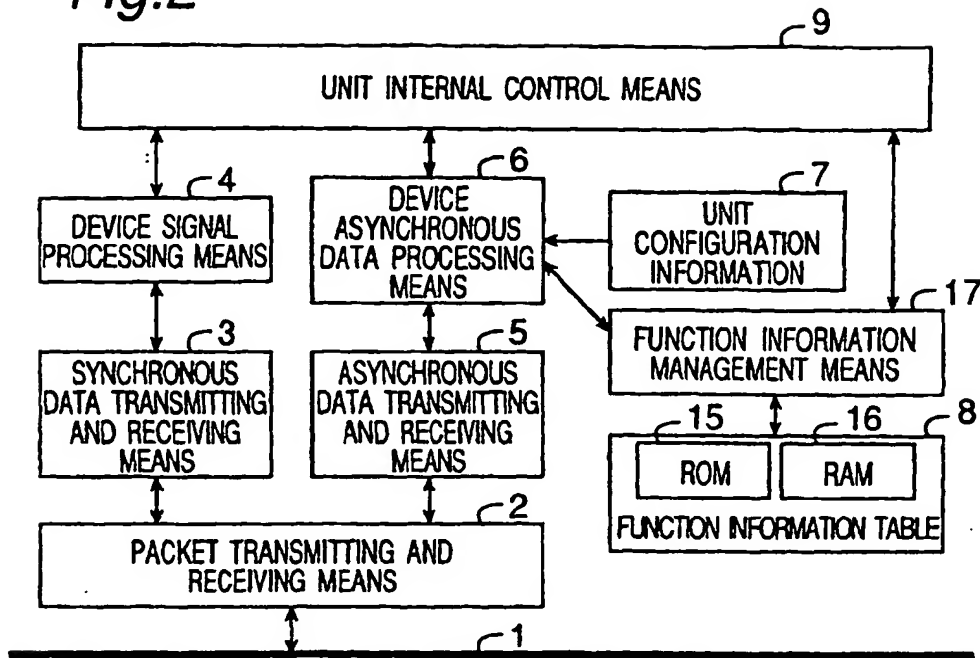 Fig.2
9
UNIT INTERNAL CONTROL MEANS
4
DEVICE SIGNAL
PROCESSING MEANS
6
DEVICE
ASYNCHRONOUS
DATA PROCESSING
MEANS
7
UNIT
CONFIGURATION
INFORMATION
17
FUNCTION INFORMATION
MANAGEMENT MEANS
3
SYNCHRONOUS
DATA TRANSMITTING
AND RECEIVING
MEANS
5
ASYNCHRONOUS
DATA TRANSMITTING
AND RECEIVING
MEANS
8
15
ROM
16
RAM
FUNCTION INFORMATION TABLE
2
PACKET TRANSMITTING AND
RECEIVING MEANS
1